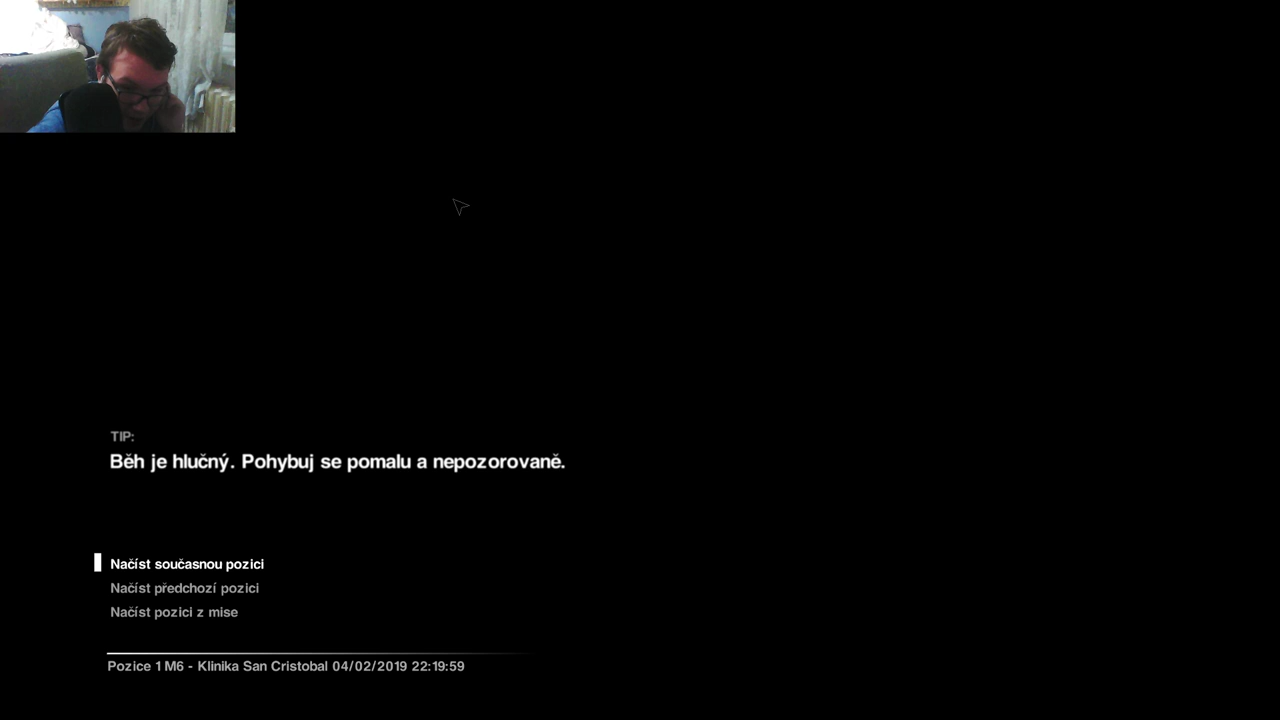 TIP:
Běh je hlučný. Pohybuj se pomalu a nepozorovaně.
Načíst současnou pozici
Načíst předchozí pozici
Načíst pozici z mise
Pozice 1 M6 - Klinika San Cristobal 04/02/2019 22:19:59